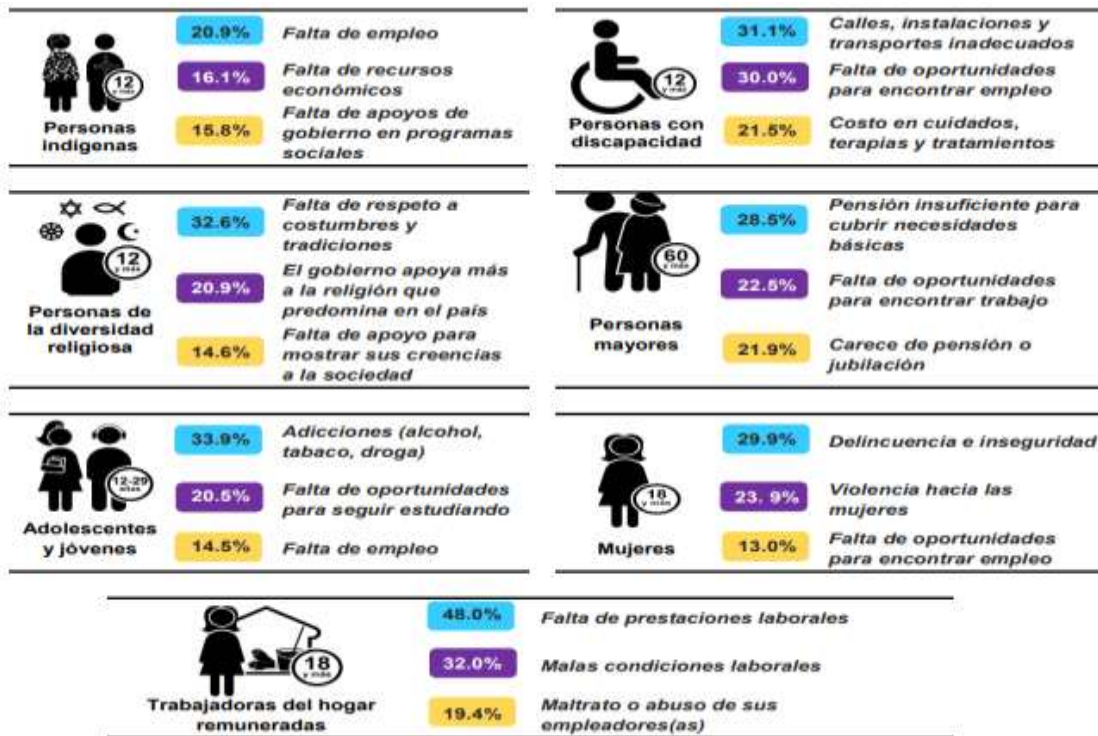 20.9% Falta de empleo
16.1% Falta de recursos
económicos
15.8% Falta de apoyos de
gobierno en programas
sociales
12
y más
Personas
indígenas
31.1% Calles, instalaciones y
transportes inadecuados
30.0% Falta de oportunidades
para encontrar empleo
21.5% Costo en cuidados,
terapias y tratamientos
12
y más
Personas con
discapacidad
32.6% Falta de respeto a
costumbres y
tradiciones
20.9% El gobierno apoya más
a la religión que
predomina en el país
14.6% Falta de apoyo para
mostrar sus creencias
a la sociedad
12
y más
Personas de
la diversidad
religiosa
28.5% Pensión insuficiente para
cubrir necesidades
básicas
22.5% Falta de oportunidades
para encontrar trabajo
21.9% Carece de pensión o
jubilación
60
y más
Personas
mayores
33.9% Adicciones (alcohol,
tabaco, droga)
20.5% Falta de oportunidades
para seguir estudiando
14.5% Falta de empleo
12-29
años
Adolescentes
y jóvenes
29.9% Delincuencia e inseguridad
23. 9% Violencia hacia las
mujeres
13.0% Falta de oportunidades
para encontrar empleo
18
y más
Mujeres
48.0% Falta de prestaciones laborales
32.0% Malas condiciones laborales
19.4% Maltrato o abuso de sus
empleadores(as)
18
y más
Trabajadoras del hogar
remuneradas